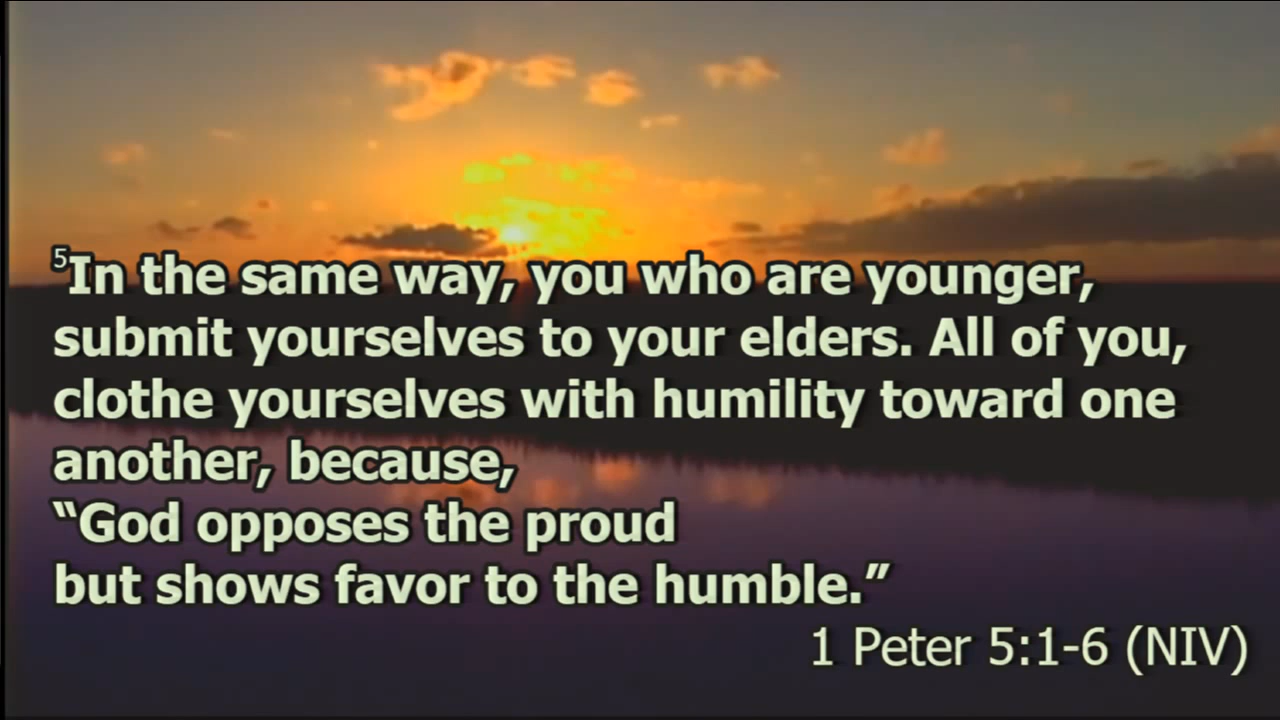 ⁵In the same way, you who are younger,
submit yourselves to your elders. All of you,
clothe yourselves with humility toward one
another, because,
“God opposes the proud
but shows favor to the humble.”
1 Peter 5:1-6 (NIV)